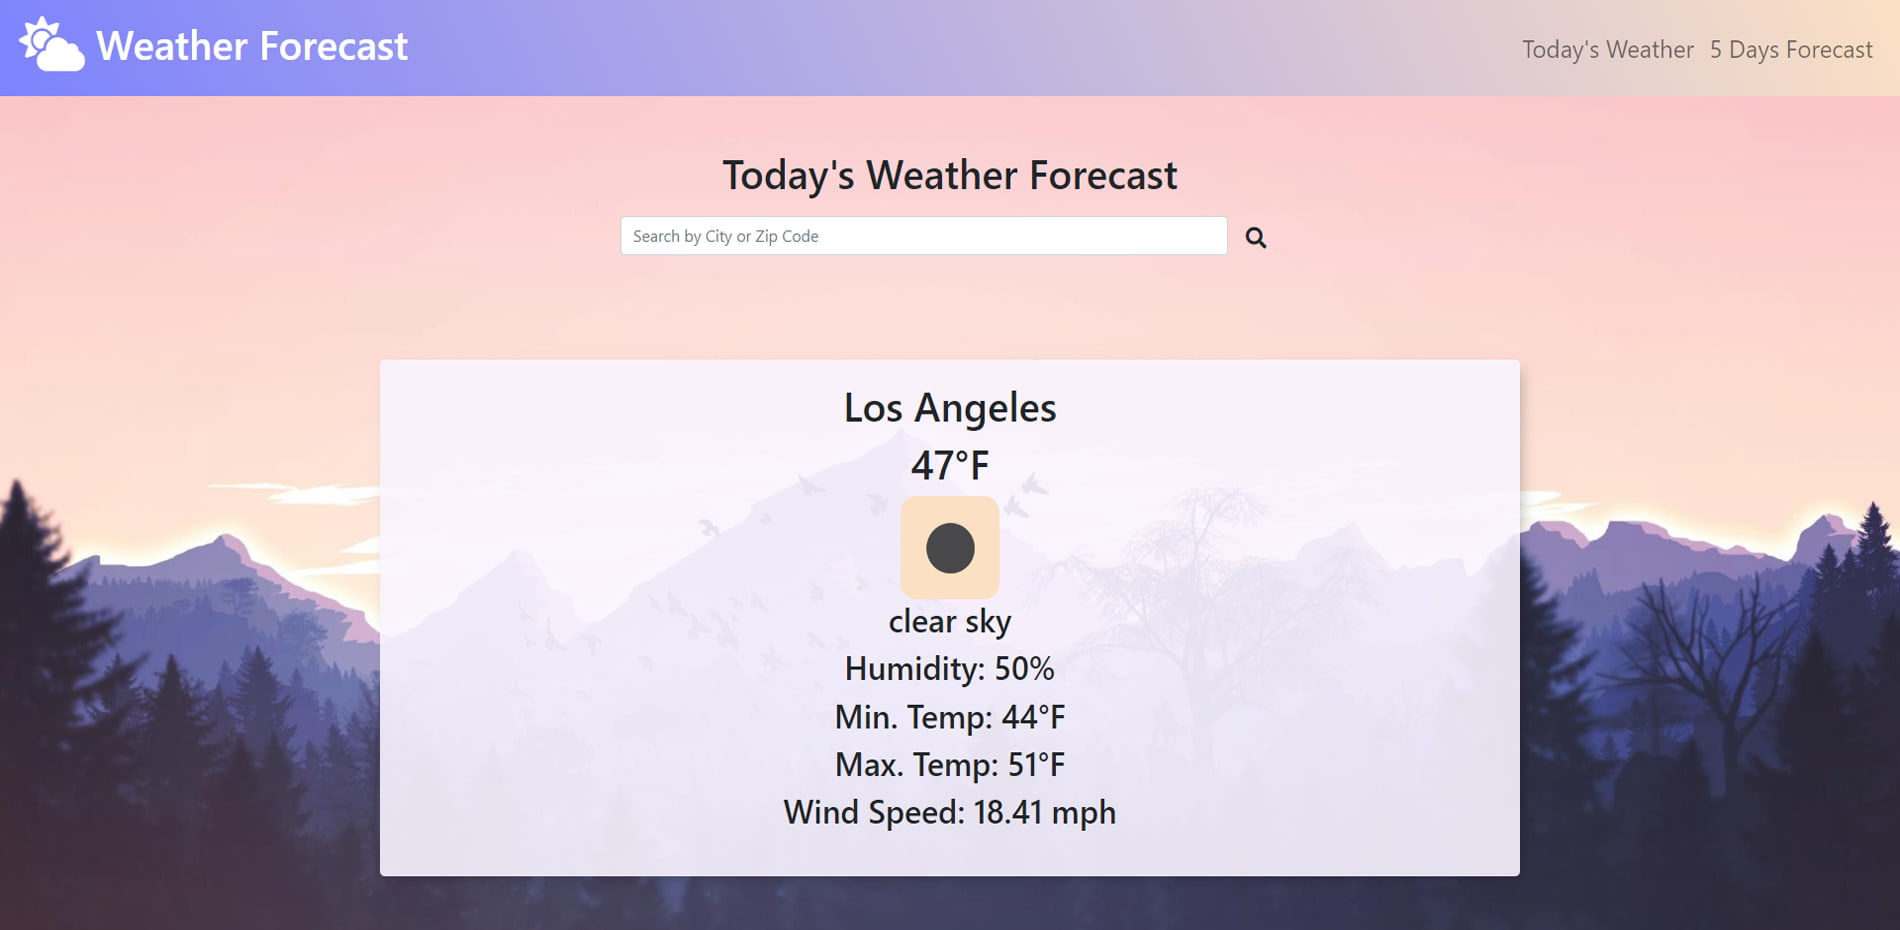 Weather Forecast
Today's Weather 5 Days Forecast
Today's Weather Forecast
Search by City or Zip Code
Los Angeles
47°F
clear sky
Humidity: 50%
Min. Temp: 44°F
Max. Temp: 51°F
Wind Speed: 18.41 mph